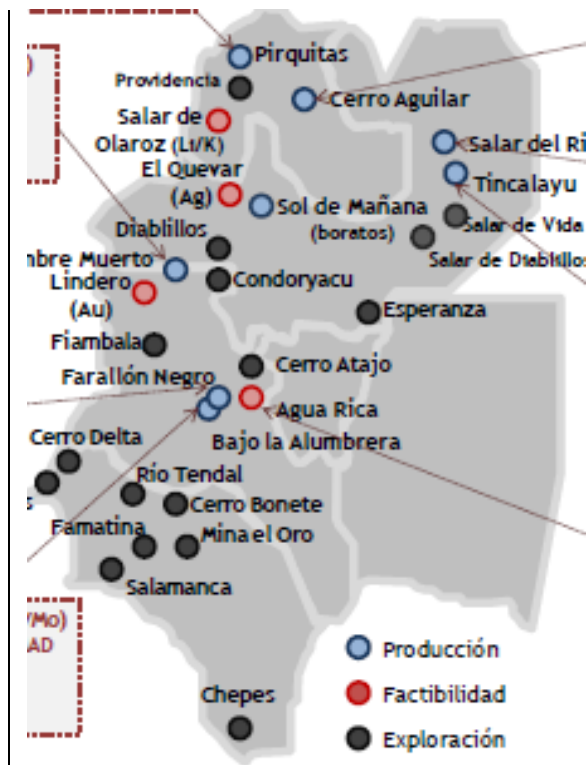 Pirquitas
Providencia
Cerro Aguilar
Salar de
Olaroz (Li/K)
Salar del Ri
El Quevar
(Ag)
Tincalayu
Sol de Mañana
(boratos)
Salar de Vida
Diablillos
Salar de Diablillos
mbre Muerto
Condoryacu
Lindero
(Au)
Esperanza
Fiambala
Cerro Atajo
Farallón Negro
Agua Rica
Bajo la Alumbrera
Cerro Delta
s
Rio Tendal
Cerro Bonete
Famatina
Mina el Oro
Salamanca
/Mo)
AD
Producción
Factibilidad
Chepes
Exploración